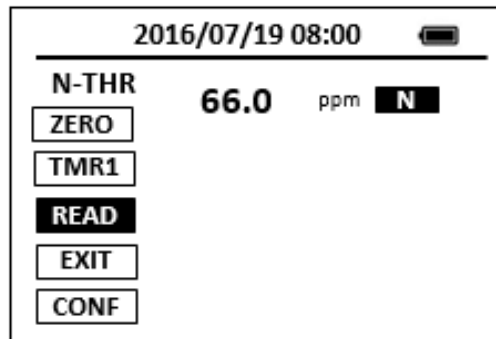 2016/07/19 08:00
N-THR
66.0 ppm N
ZERO
TMR1
READ
EXIT
CONF